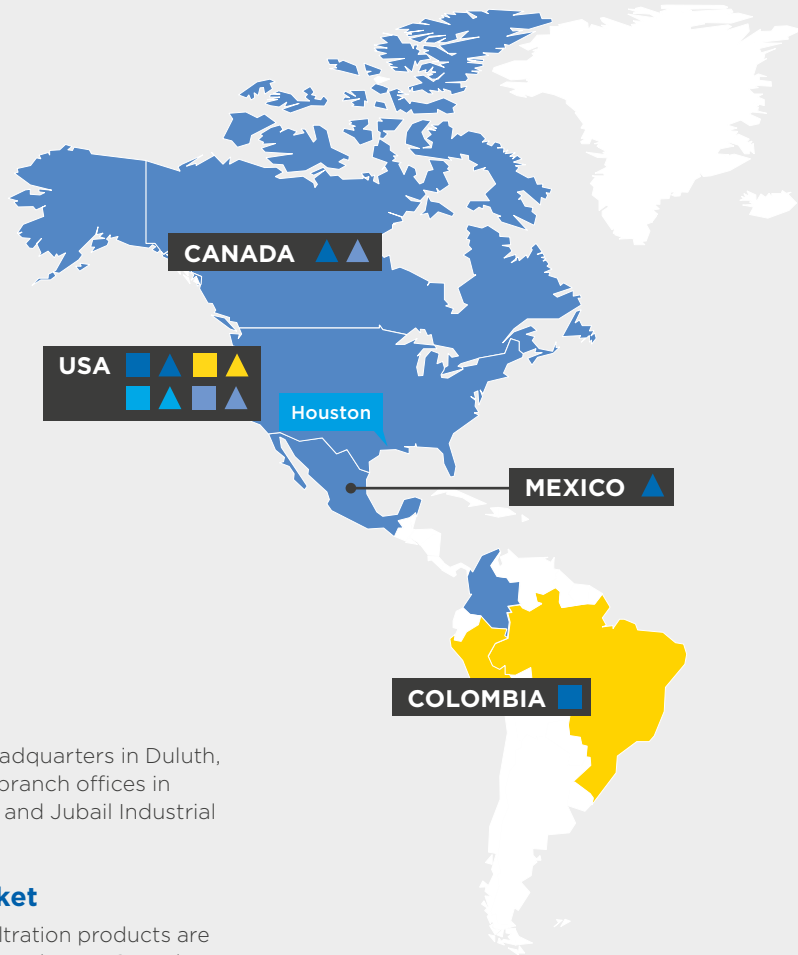 CANADA
USA
Houston
MEXICO
COLOMBIA
adquarters in Duluth,
branch offices in
and Jubail Industrial
ket
ltration products are